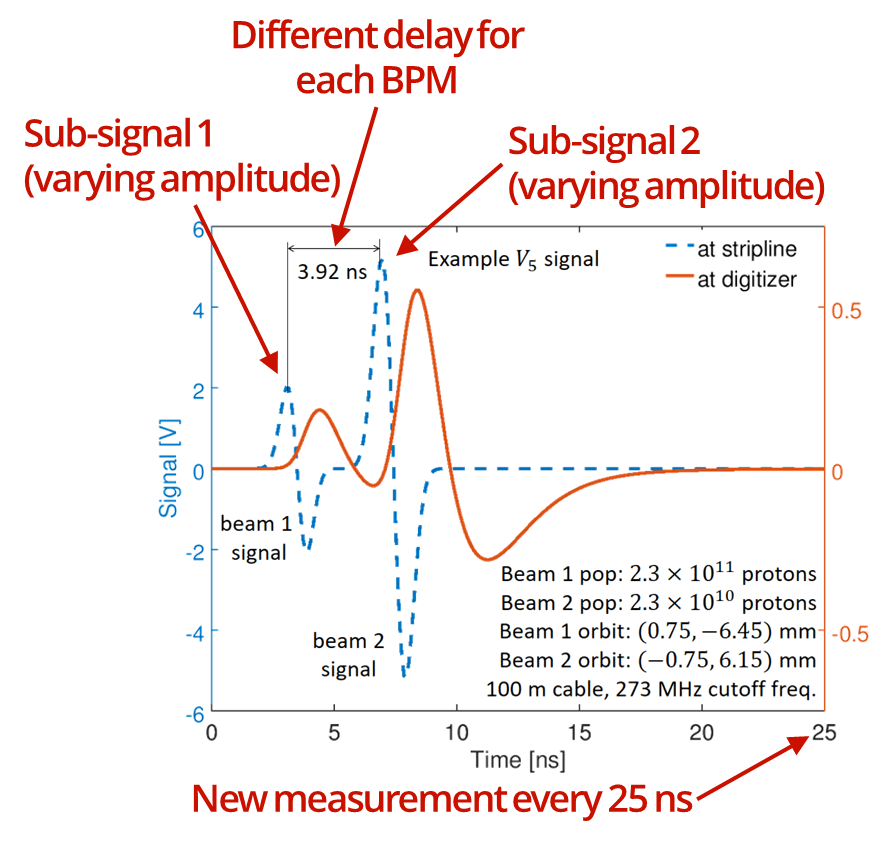 Different delay for
each BPM
Sub-signal 1
(varying amplitude)
Sub-signal 2
(varying amplitude)
3.92 ns
Example V₅ signal
at stripline
at digitizer
6
4
2
0
-2
-4
-6
Signal [V]
0.5
0
-0.5
beam 1
signal
beam 2
signal
Beam 1 pop: 2.3 × 10¹¹ protons
Beam 2 pop: 2.3 × 10¹⁰ protons
Beam 1 orbit: (0.75, −6.45) mm
Beam 2 orbit: (−0.75, 6.15) mm
100 m cable, 273 MHz cutoff freq.
0 5 10 15 20 25
Time [ns]
New measurement every 25 ns